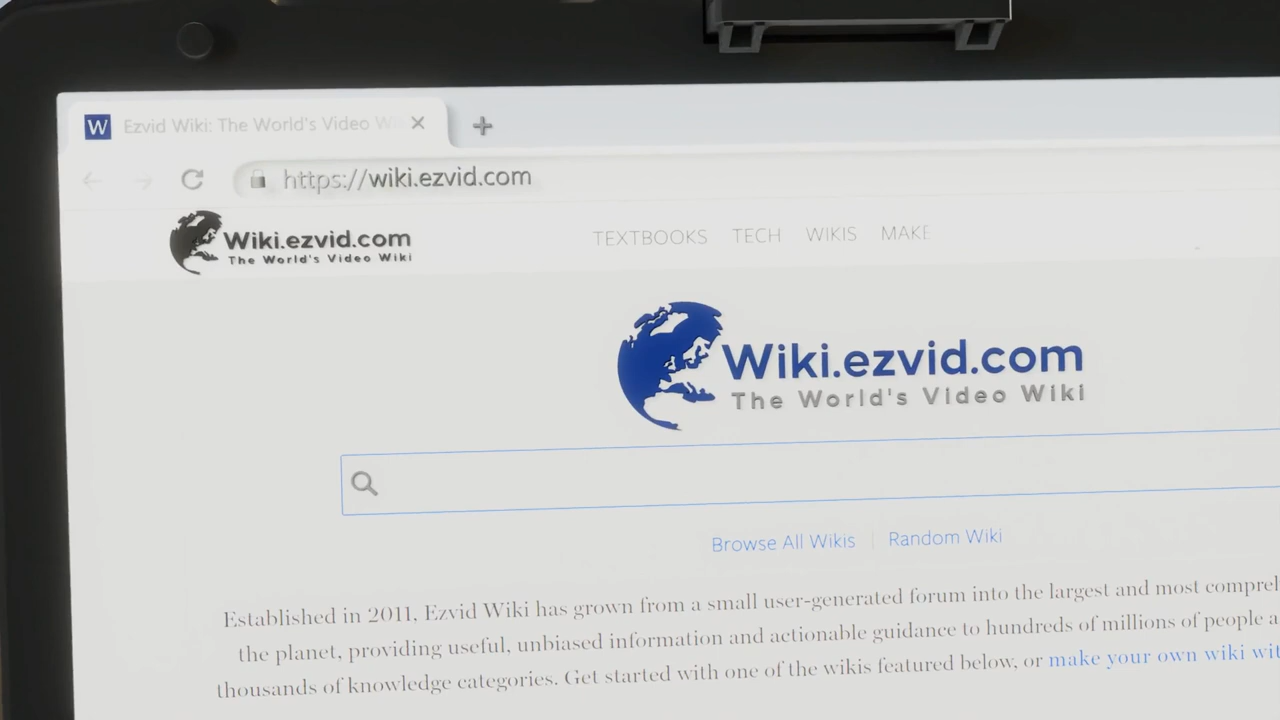 W Ezvid Wiki: The World's Video
https://wiki.ezvid.com
Wiki.ezvid.com
The World's Video Wiki
TEXTBOOKS TECH WIKIS MAKE
Wiki.ezvid.com
The World's Video Wiki
Browse All Wikis Random Wiki
Established in 2011, Ezvid Wiki has grown from a small user-generated forum into the largest and most
the planet, providing useful, unbiased information and actionable guidance to hundreds of millions of people
thousands of knowledge categories. Get started with one of the wikis featured below, or make your own wiki